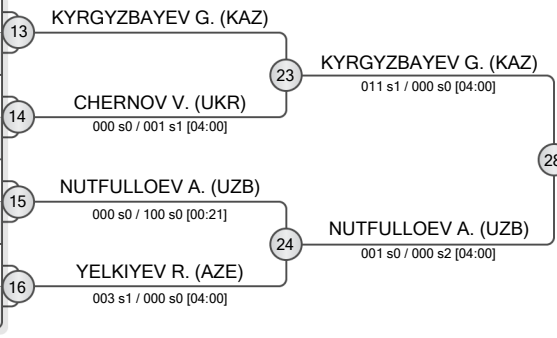 13
KYRGYZBAYEV G. (KAZ)
23
KYRGYZBAYEV G. (KAZ)
011 s1 / 000 s0 [04:00]
14
CHERNOV V. (UKR)
000 s0 / 001 s1 [04:00]
28
15
NUTFULLOEV A. (UZB)
000 s0 / 100 s0 [00:21]
24
NUTFULLOEV A. (UZB)
001 s0 / 000 s2 [04:00]
16
YELKIYEV R. (AZE)
003 s1 / 000 s0 [04:00]